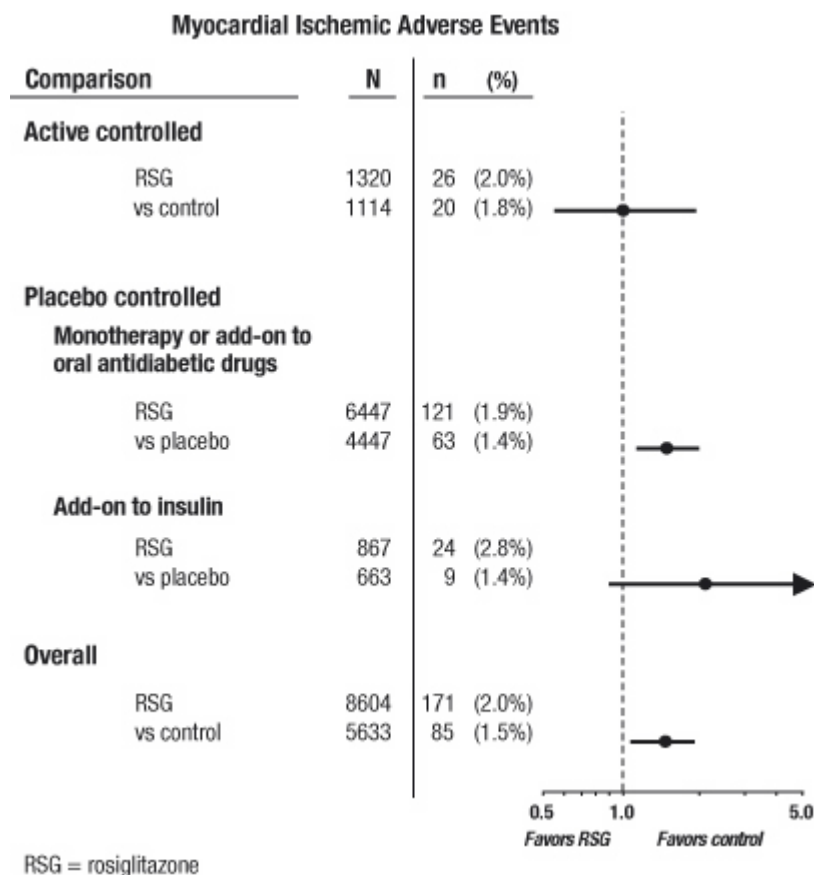 Myocardial Ischemic Adverse Events
Comparison N n (%)
Active controlled
RSG 1320 26 (2.0%)
vs control 1114 20 (1.8%)
Placebo controlled
Monotherapy or add-on to
oral antidiabetic drugs
RSG 6447 121 (1.9%)
vs placebo 4447 63 (1.4%)
Add-on to insulin
RSG 867 24 (2.8%)
vs placebo 663 9 (1.4%)
Overall
RSG 8604 171 (2.0%)
vs control 5633 85 (1.5%)
0.5 1.0 5.0
Favors RSG Favors control
RSG = rosiglitazone